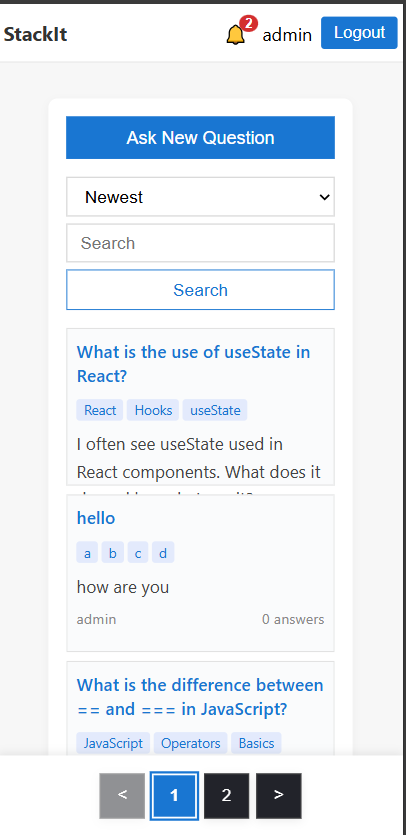 StackIt
2
admin
Logout
Ask New Question
Newest
Search
Search
What is the use of useState in
React?
React Hooks useState
I often see useState used in
React components. What does it
hello
a b c d
how are you
admin 0 answers
What is the difference between
== and === in JavaScript?
JavaScript Operators Basics
< 1 2 >